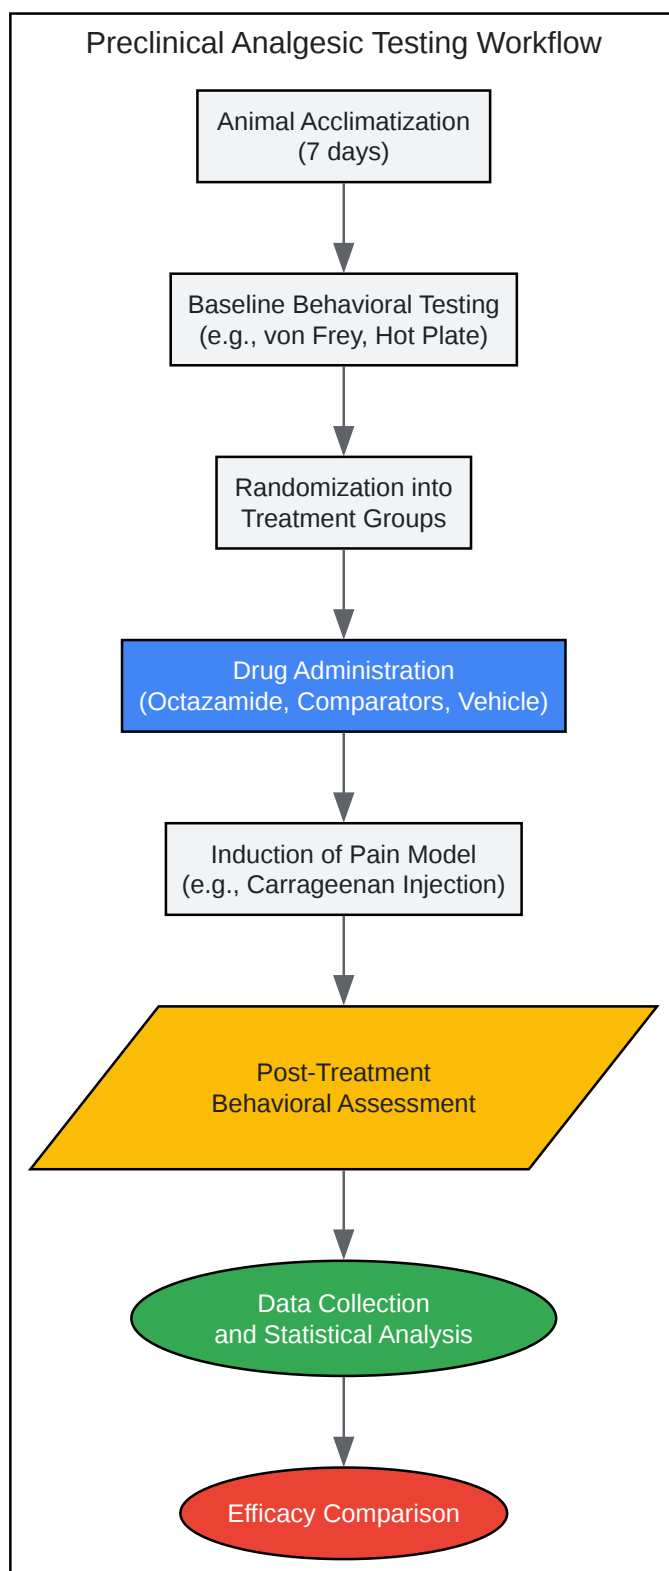 Preclinical Analgesic Testing Workflow
Animal Acclimatization
(7 days)
Baseline Behavioral Testing
(e.g., von Frey, Hot Plate)
Randomization into
Treatment Groups
Drug Administration
(Octazamide, Comparators, Vehicle)
Induction of Pain Model
(e.g., Carrageenan Injection)
Post-Treatment
Behavioral Assessment
Data Collection
and Statistical Analysis
Efficacy Comparison